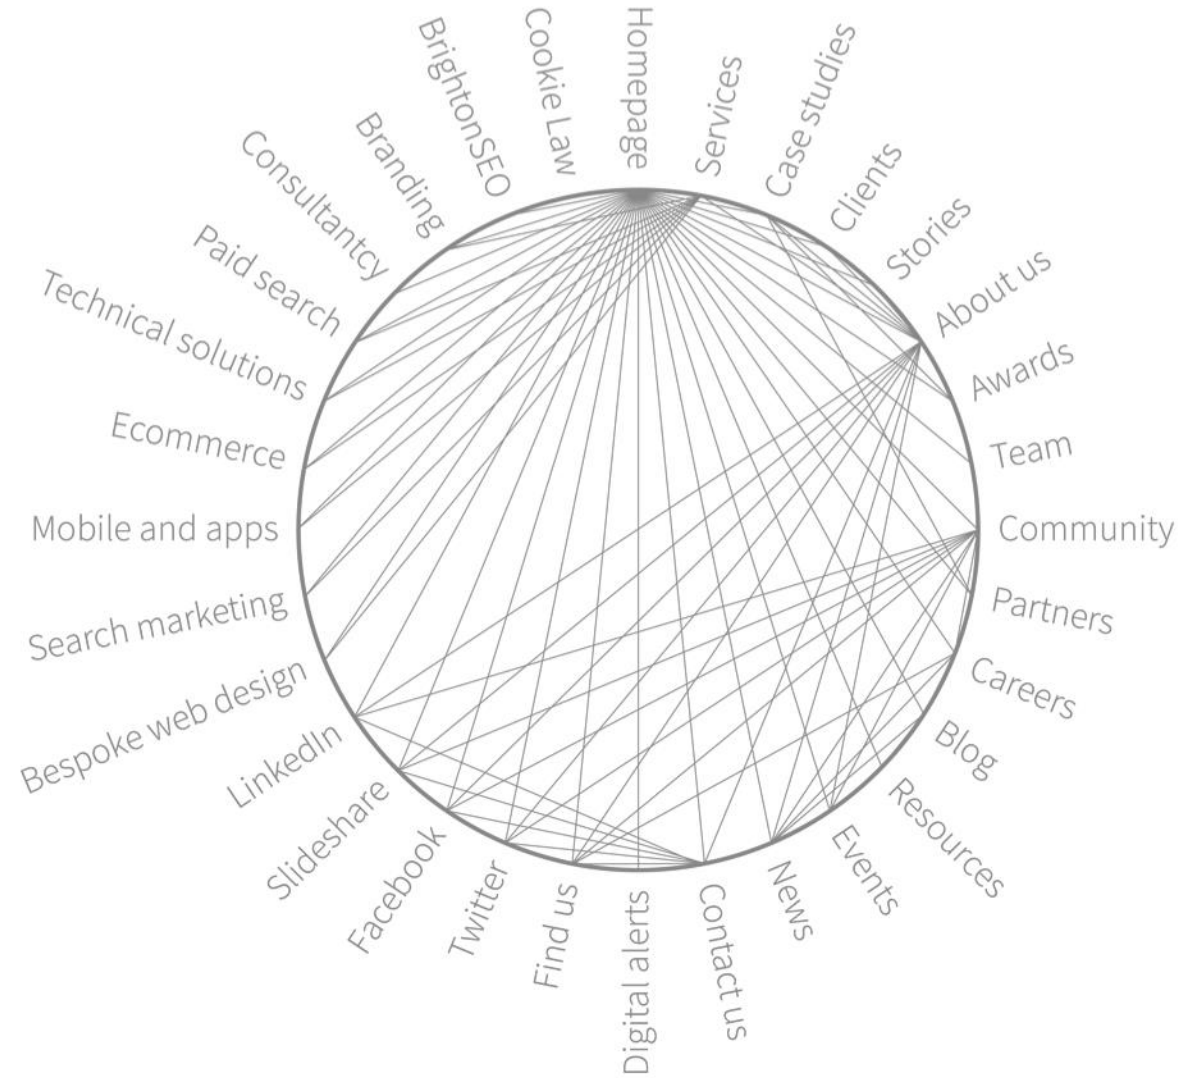 Homepage
Services
Case studies
Clients
Stories
About us
Awards
Team
Community
Partners
Careers
Blog
Resources
Events
News
Contact us
Digital alerts
Find us
Twitter
Facebook
Slideshare
LinkedIn
Bespoke web design
Search marketing
Mobile and apps
Ecommerce
Technical solutions
Paid search
Consultantcy
Branding
BrightonSEO
Cookie Law